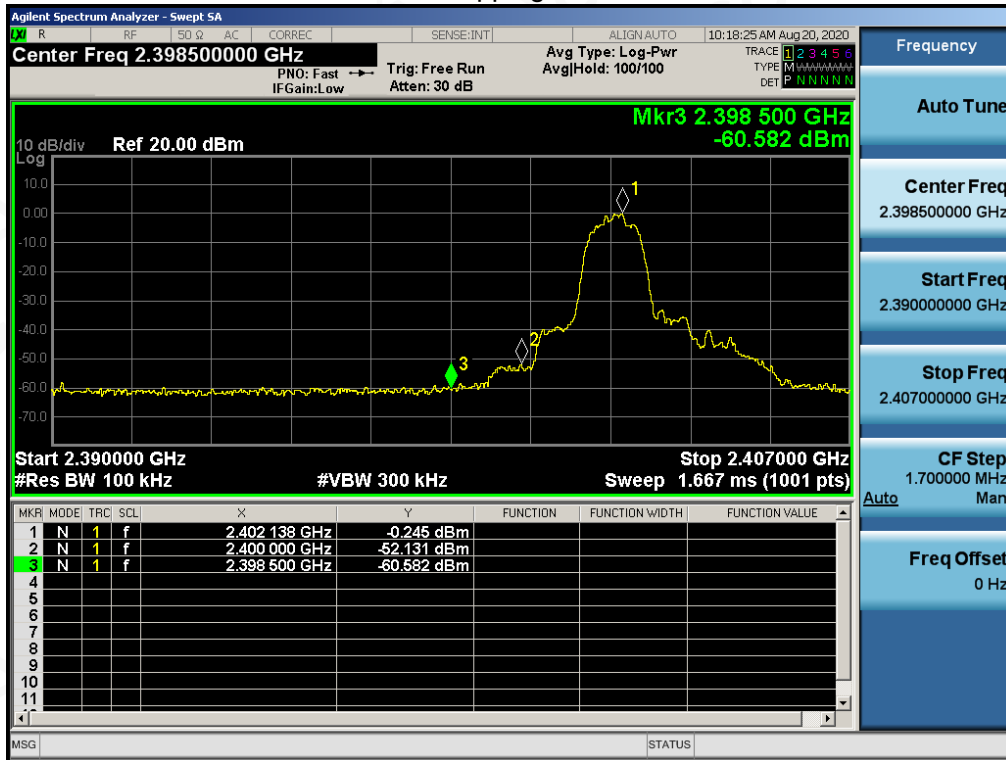 Agilent Spectrum Analyzer - Swept SA
LXI R RF 50 Ω AC CORREC SENSE:INT ALIGN AUTO 10:18:25 AM Aug 20, 2020
Center Freq 2.398500000 GHz
PNO: Fast
IFGain:Low
Trig: Free Run
Atten: 30 dB
Avg Type: Log-Pwr
Avg|Hold: 100/100
TRACE 1 2 3 4 5 6
TYPE M WWWWW
DET P N N N N N
Mkr3 2.398 500 GHz
-60.582 dBm
10 dB/div Ref 20.00 dBm
Log
10.0
0.00
-10.0
-20.0
-30.0
-40.0
-50.0
-60.0
-70.0
1
2
3
Start 2.390000 GHz Stop 2.407000 GHz
#Res BW 100 kHz #VBW 300 kHz Sweep 1.667 ms (1001 pts)
MKR MODE TRC SCL X Y FUNCTION FUNCTION WIDTH FUNCTION VALUE
1 N 1 f 2.402 138 GHz -0.245 dBm
2 N 1 f 2.400 000 GHz -52.131 dBm
3 N 1 f 2.398 500 GHz -60.582 dBm
4
5
6
7
8
9
10
11
MSG STATUS
Frequency
Auto Tune
Center Freq
2.398500000 GHz
Start Freq
2.390000000 GHz
Stop Freq
2.407000000 GHz
CF Step
1.700000 MHz
Auto Man
Freq Offset
0 Hz